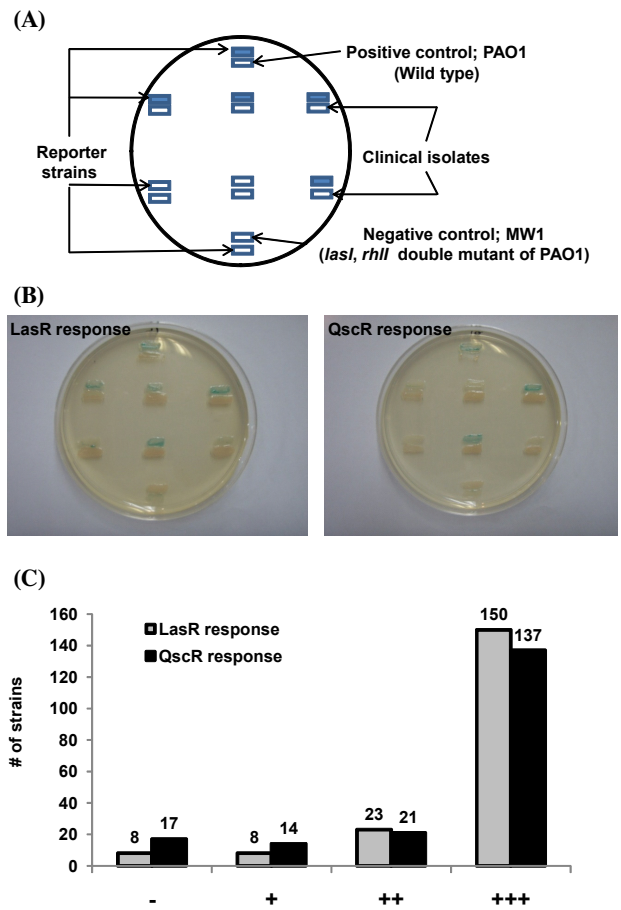 (A)
Positive control; PAO1
(Wild type)
Reporter
strains
Clinical isolates
Negative control; MW1
(lasI, rhlI double mutant of PAO1)
(B)
LasR response
QscR response
(C)
# of strains
160
140
120
100
80
60
40
20
0
LasR response
QscR response
8
17
8
14
23
21
150
137
-
+
++
+++